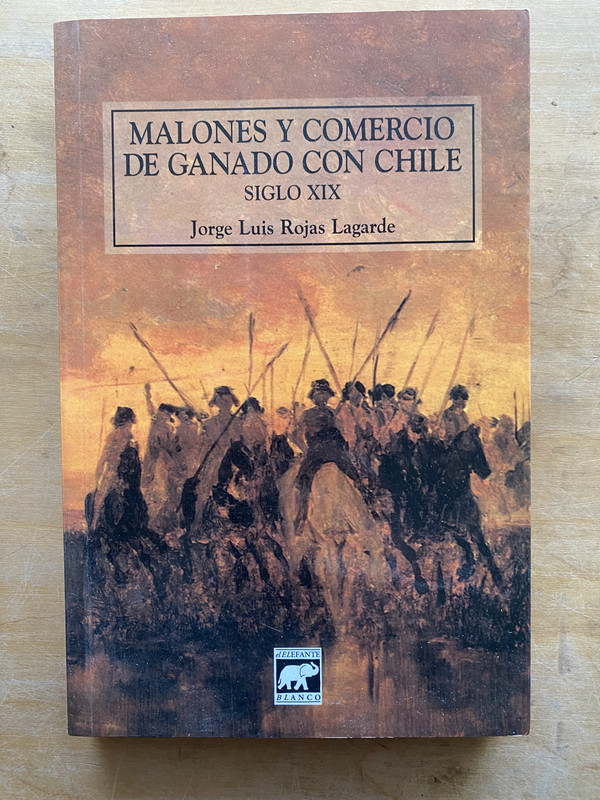 MALONES Y COMERCIO
DE GANADO CON CHILE
SIGLO XIX
Jorge Luis Rojas Lagarde
el ELEFANTE
BLANCO